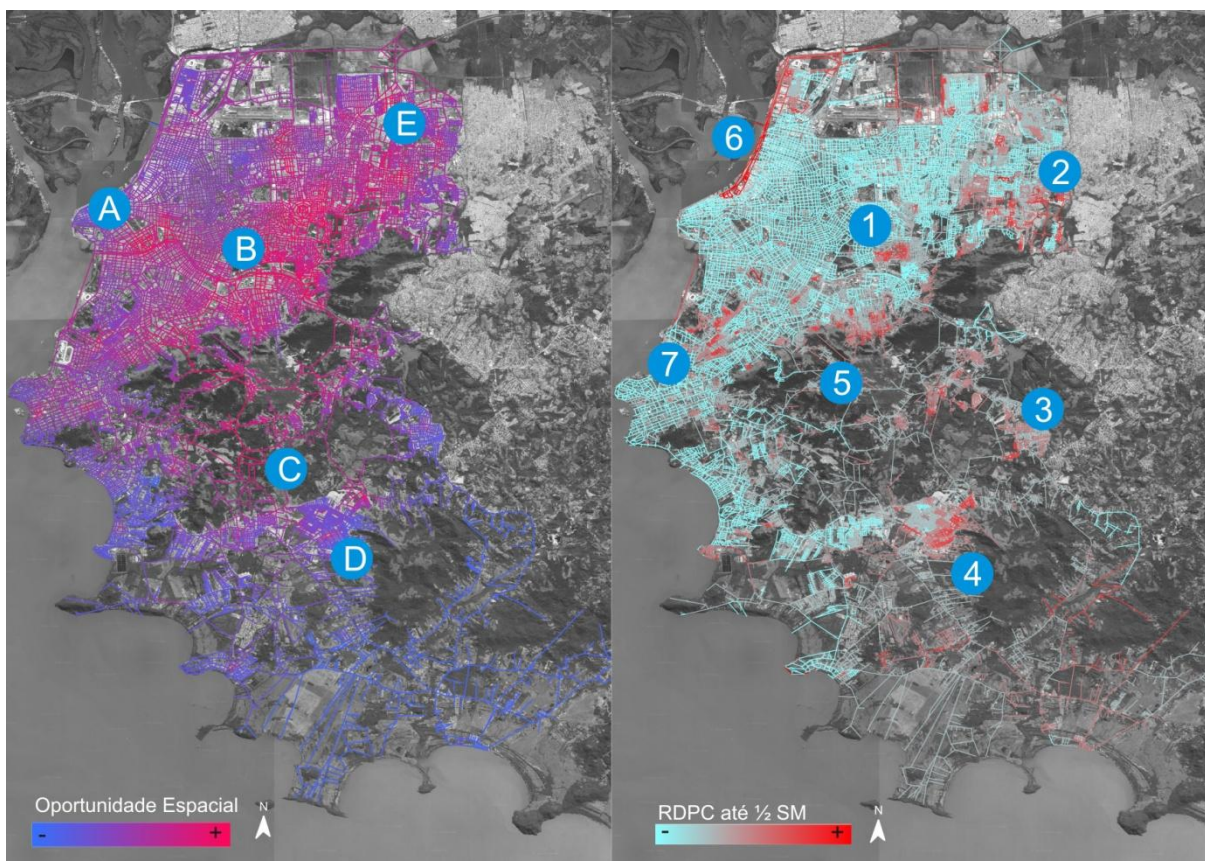 A
B
C
D
E
Oportunidade Espacial
- +
N
1
2
3
4
5
6
7
RDPC até ½ SM
- +
N